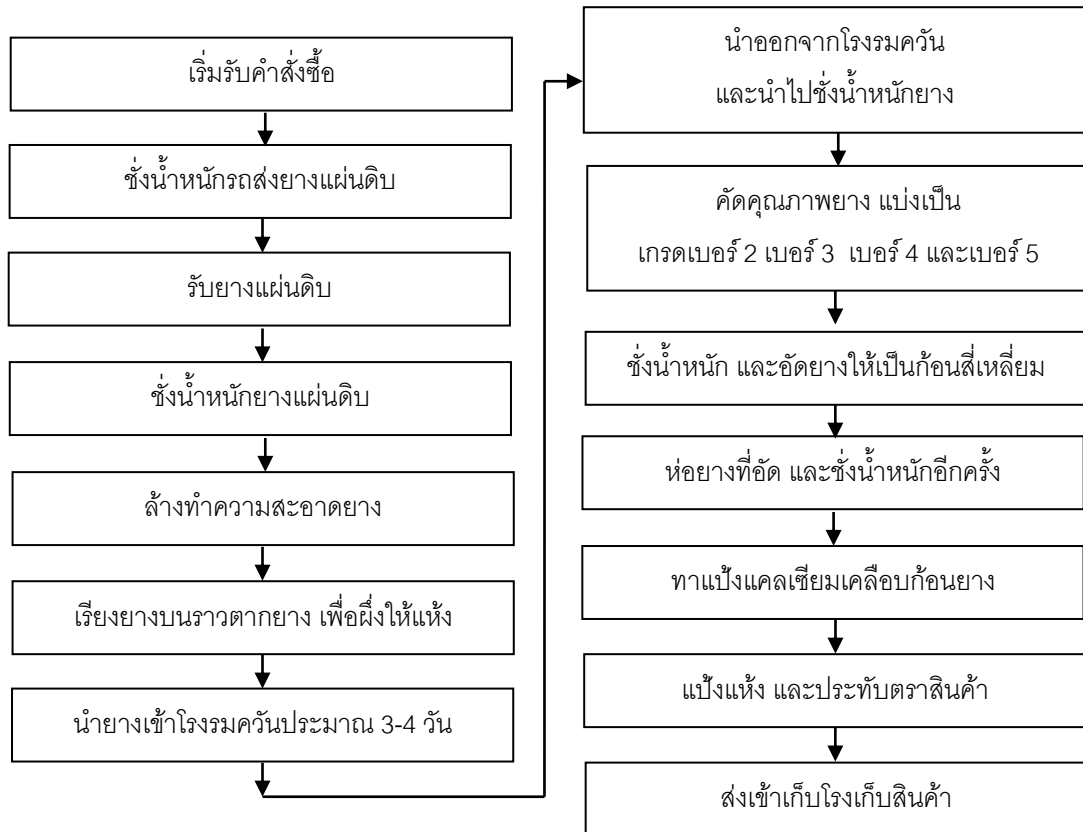 เริ่มรับคำสั่งซื้อ
ชั่งน้ำหนักรถส่งยางแผ่นดิบ
รับยางแผ่นดิบ
ชั่งน้ำหนักยางแผ่นดิบ
ล้างทำความสะอาดยาง
เรียงยางบนราวตากยาง เพื่อผึ่งให้แห้ง
นำยางเข้าโรงรมควันประมาณ 3-4 วัน
นำออกจากโรงรมควัน
และนำไปชั่งน้ำหนักยาง
คัดคุณภาพยาง แบ่งเป็น
เกรดเบอร์ 2 เบอร์ 3 เบอร์ 4 และเบอร์ 5
ชั่งน้ำหนัก และอัดยางให้เป็นก้อนสี่เหลี่ยม
ห่อยางที่อัด และชั่งน้ำหนักอีกครั้ง
ทาแป้งแคลเซียมเคลือบก้อนยาง
แป้งแห้ง และประทับตราสินค้า
ส่งเข้าเก็บโรงเก็บสินค้า